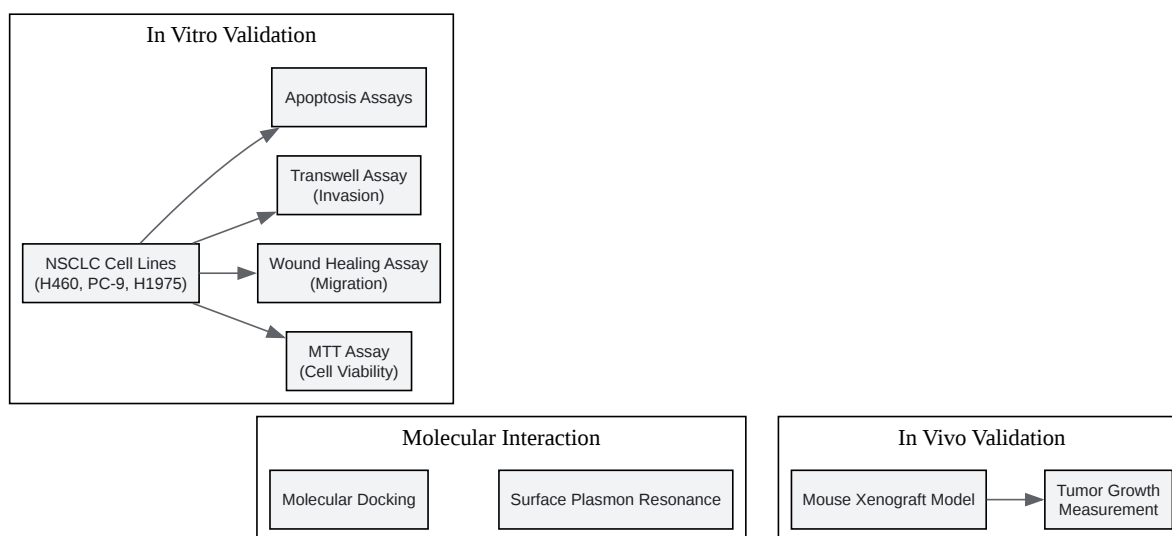 In Vitro Validation
Apoptosis Assays
Transwell Assay
(Invasion)
NSCLC Cell Lines
(H460, PC-9, H1975)
Wound Healing Assay
(Migration)
MTT Assay
(Cell Viability)
Molecular Interaction
Molecular Docking
Surface Plasmon Resonance
In Vivo Validation
Mouse Xenograft Model
Tumor Growth
Measurement